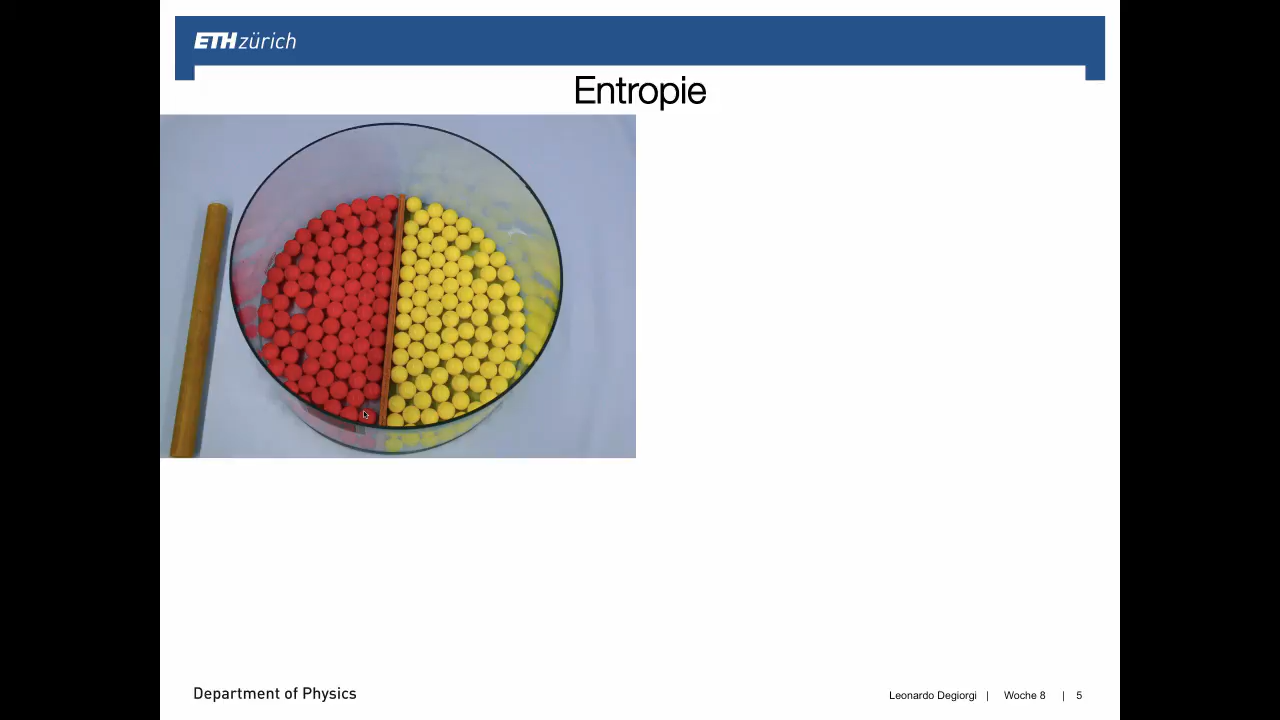 ETH zürich
Entropie
Department of Physics
Leonardo Degiorgi | Woche 8 | 5